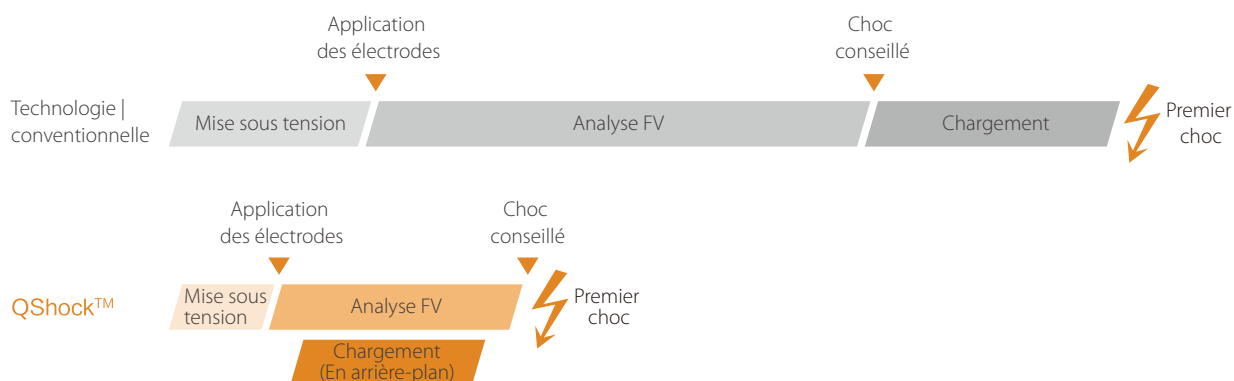 Application
des électrodes
Choc
conseillé
Technologie |
conventionnelle
Mise sous tension
Analyse FV
Chargement
Premier
choc
Application
des électrodes
Choc
conseillé
QShock™
Mise sous
tension
Analyse FV
Premier
choc
Chargement
(En arrière-plan)